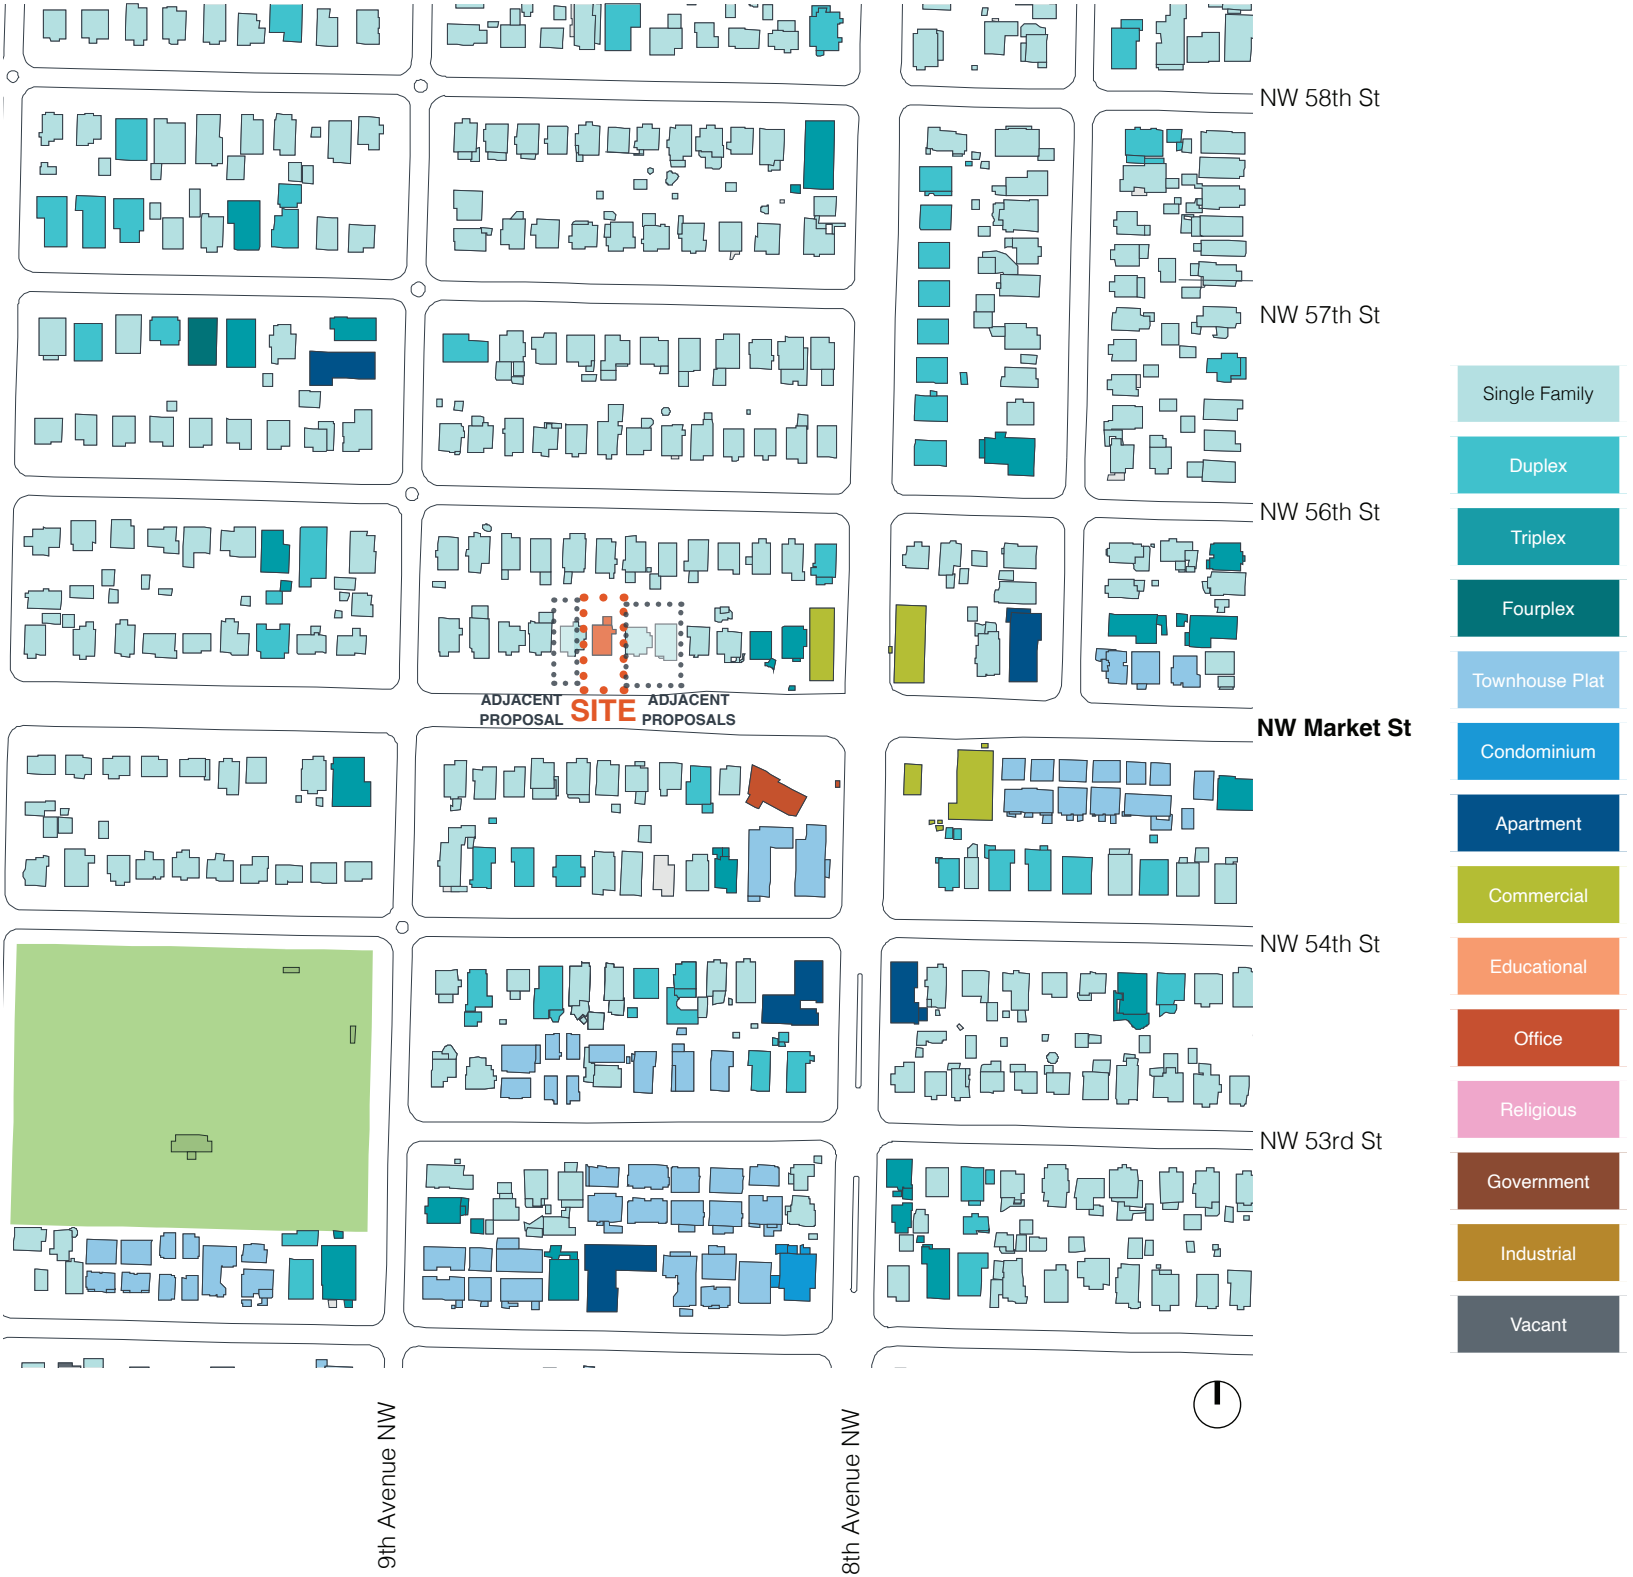 NW 58th St
NW 57th St
NW 56th St
ADJACENT
PROPOSAL
SITE
ADJACENT
PROPOSALS
NW Market St
NW 54th St
NW 53rd St
9th Avenue NW
8th Avenue NW
Single Family
Duplex
Triplex
Fourplex
Townhouse Plat
Condominium
Apartment
Commercial
Educational
Office
Religious
Government
Industrial
Vacant